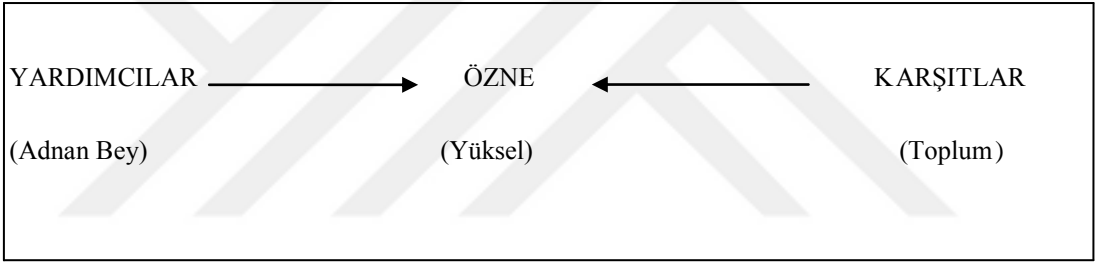 YARDIMCILAR ÖZNE KARŞITLAR
(Adnan Bey) (Yüksel) (Toplum)